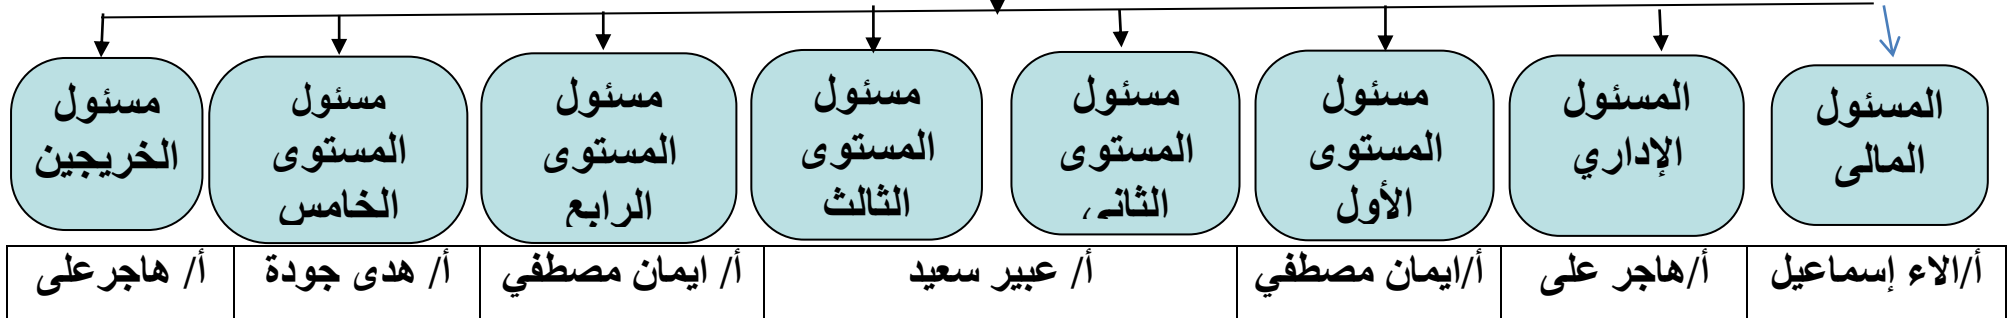 المسئول
المالى
المسئول
الإداري
مسئول
المستوى
الأول
مسئول
المستوى
الثانى
مسئول
المستوى
الثالث
مسئول
المستوى
الرابع
مسئول
المستوى
الخامس
مسئول
الخريجين
أ/الاء إسماعيل
أ/هاجر على
أ/ايمان مصطفي
أ/ عبير سعيد
أ/ ايمان مصطفي
أ/ هدى جودة
أ/ هاجرعلى